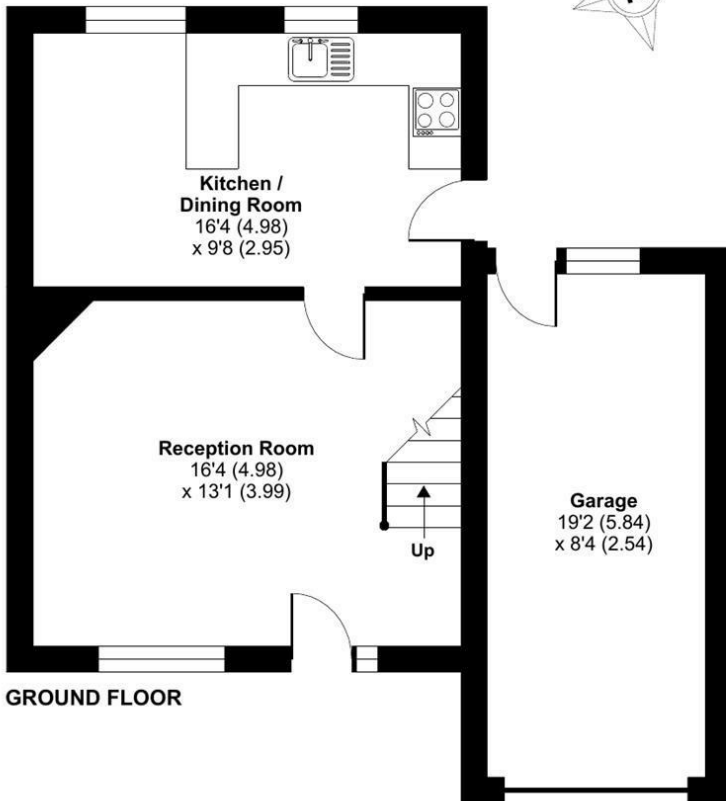 Kitchen /
Dining Room
16'4 (4.98)
x 9'8 (2.95)
Reception Room
16'4 (4.98)
x 13'1 (3.99)
Up
Garage
19'2 (5.84)
x 8'4 (2.54)
GROUND FLOOR